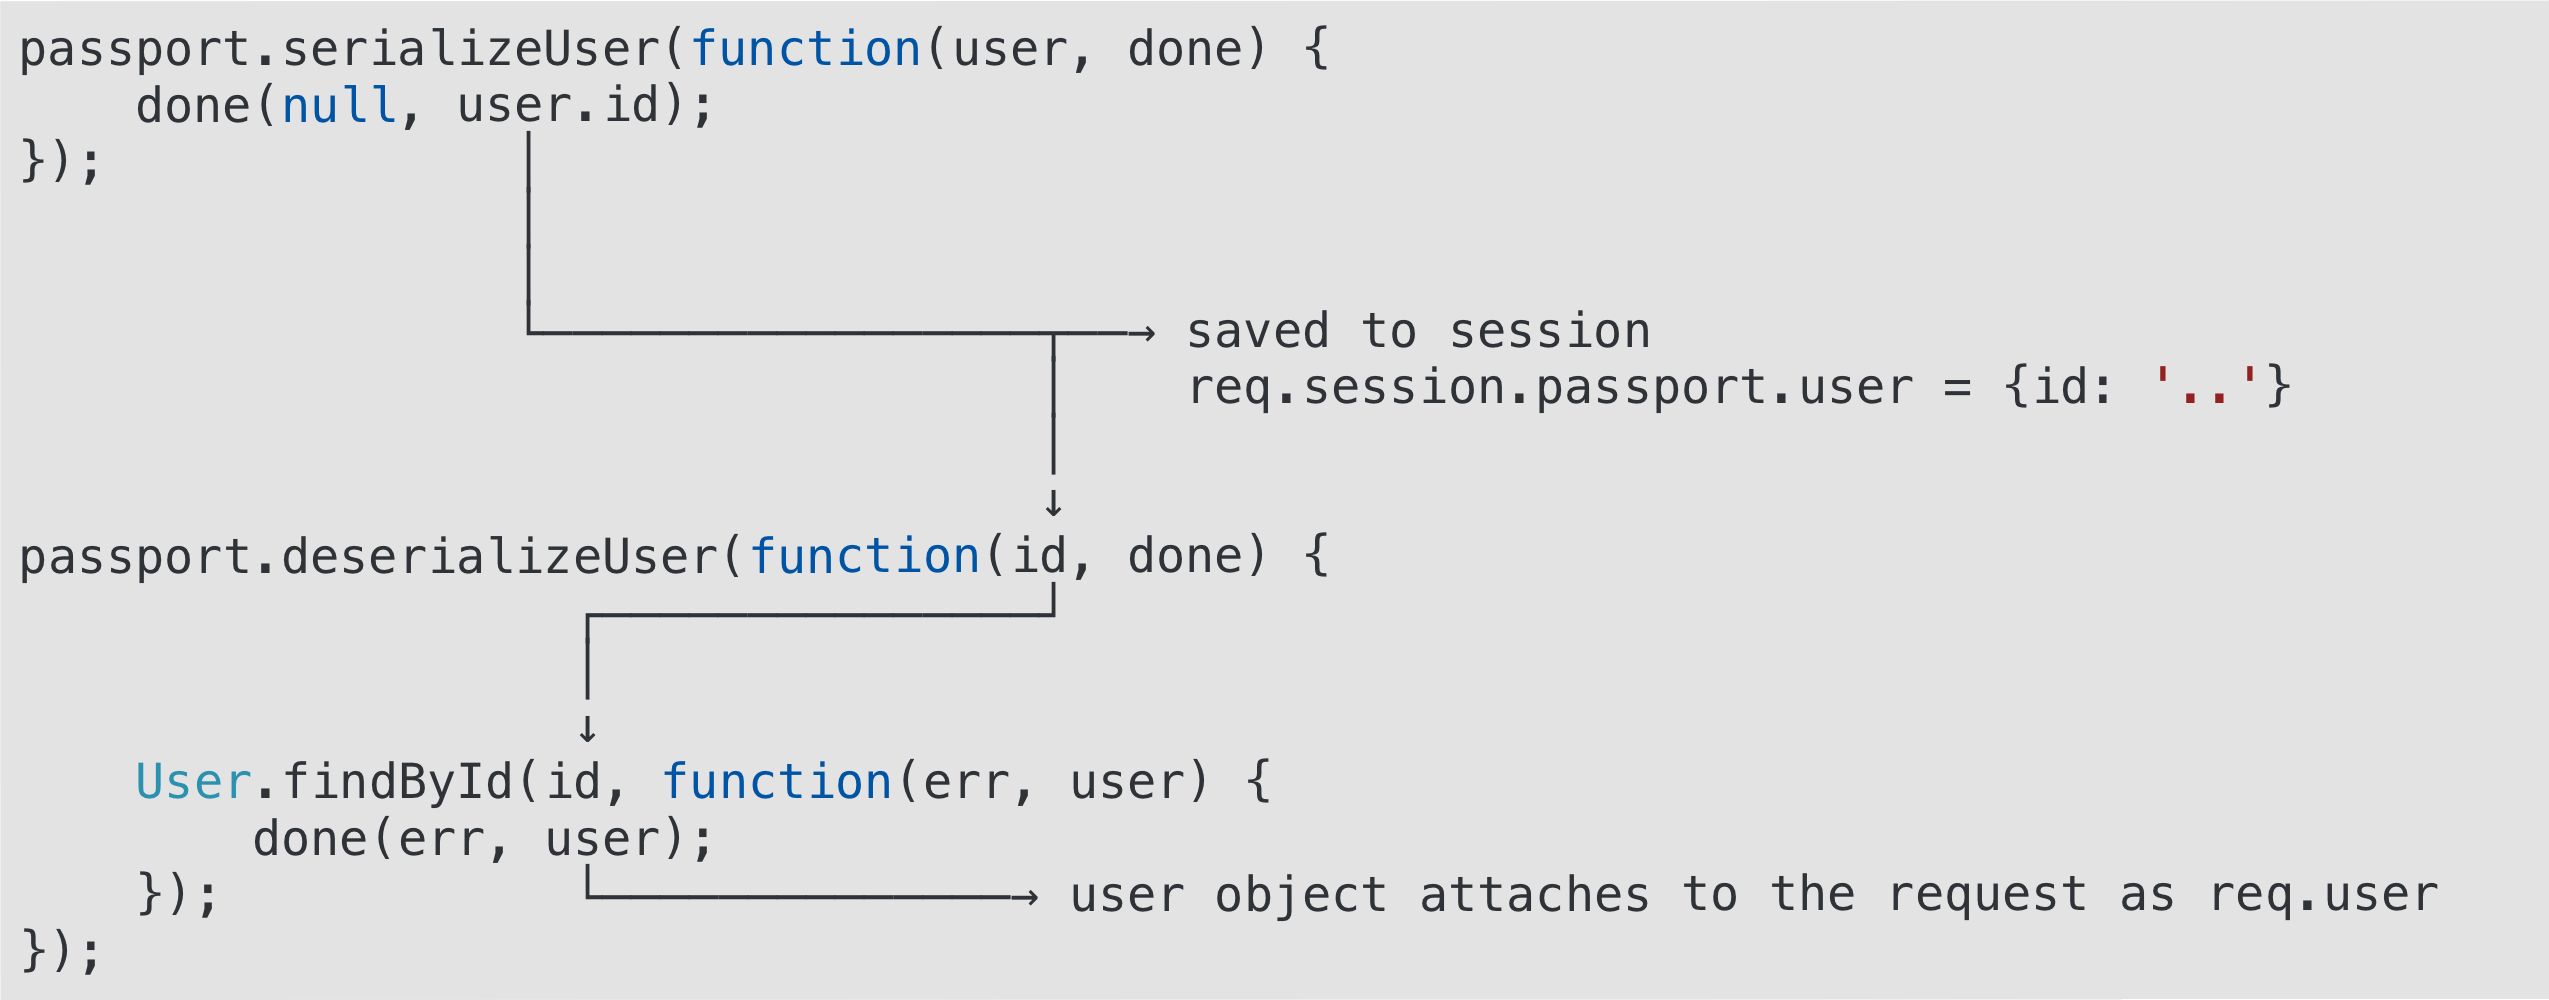 passport.serializeUser(function(user, done) {
    done(null, user.id);
});
saved to session
req.session.passport.user = {id: '..'}
passport.deserializeUser(function(id, done) {
    User.findById(id, function(err, user) {
        done(err, user);
    }); user object attaches to the request as req.user
});